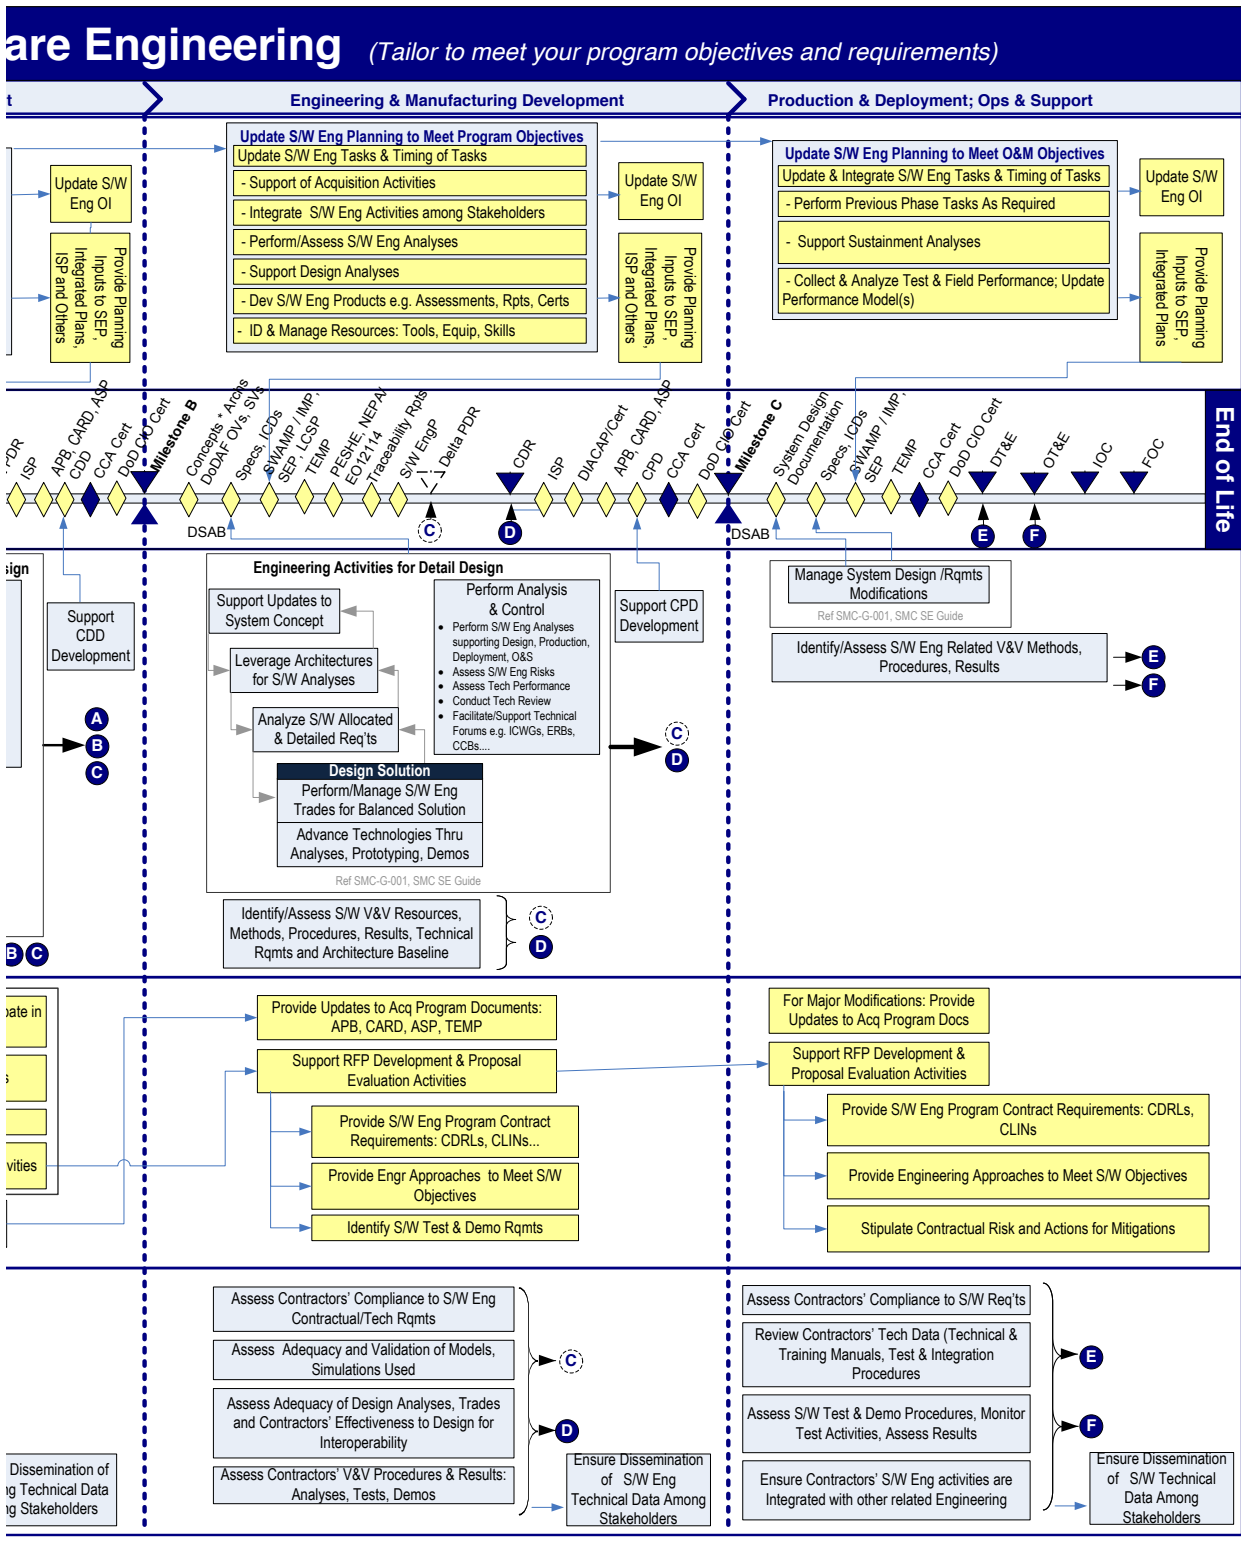 are Engineering (Tailor to meet your program objectives and requirements)
t
Engineering & Manufacturing Development
Production & Deployment; Ops & Support
Update S/W
Eng OI
Provide Planning
Inputs to SEP,
Integrated Plans,
ISP and Others
Update S/W Eng Planning to Meet Program Objectives
Update S/W Eng Tasks & Timing of Tasks
- Support of Acquisition Activities
- Integrate S/W Eng Activities among Stakeholders
- Perform/Assess S/W Eng Analyses
- Support Design Analyses
- Dev S/W Eng Products e.g. Assessments, Rpts, Certs
- ID & Manage Resources: Tools, Equip, Skills
Update S/W
Eng OI
Provide Planning
Inputs to SEP,
Integrated Plans,
ISP and Others
Update S/W Eng Planning to Meet O&M Objectives
Update & Integrate S/W Eng Tasks & Timing of Tasks
- Perform Previous Phase Tasks As Required
- Support Sustainment Analyses
- Collect & Analyze Test & Field Performance; Update
Performance Model(s)
Update S/W
Eng OI
Provide Planning
Inputs to SEP,
Integrated Plans
PDR
ISP
APB, CARD, ASP
CDD
CCA Cert
DoD CIO Cert
Milestone B
Concepts * Archs
DoDAF OVs, SVs
Specs, ICDs
SWAMP / IMP,
SEP, LCSP
TEMP
PESHE, NEPA/
EO12114
Traceability Rpts
S/W EngP
Delta PDR
CDR
ISP
DIACAP/Cert
APB, CARD, ASP
CPD
CCA Cert
DoD CIO Cert
Milestone C
System Design
Documentation
Specs, ICDs
SWAMP / IMP,
SEP
TEMP
CCA Cert
DoD CIO Cert
DT&E
OT&E
IOC
FOC
End of Life
DSAB
C
D
DSAB
E
F
sign
Support
CDD
Development
A
B
C
B C
Engineering Activities for Detail Design
Support Updates to
System Concept
Leverage Architectures
for S/W Analyses
Analyze S/W Allocated
& Detailed Req'ts
Design Solution
Perform/Manage S/W Eng
Trades for Balanced Solution
Advance Technologies Thru
Analyses, Prototyping, Demos
Ref SMC-G-001, SMC SE Guide
Perform Analysis
& Control
• Perform S/W Eng Analyses
supporting Design, Production,
Deployment, O&S
• Assess S/W Eng Risks
• Assess Tech Performance
• Conduct Tech Review
• Facilitate/Support Technical
Forums e.g. ICWGs, ERBs,
CCBs....
Support CPD
Development
C
D
Identify/Assess S/W V&V Resources,
Methods, Procedures, Results, Technical
Rqmts and Architecture Baseline
C
D
Manage System Design /Rqmts
Modifications
Ref SMC-G-001, SMC SE Guide
Identify/Assess S/W Eng Related V&V Methods,
Procedures, Results
E
F
pate in
s
vities
Provide Updates to Acq Program Documents:
APB, CARD, ASP, TEMP
Support RFP Development & Proposal
Evaluation Activities
Provide S/W Eng Program Contract
Requirements: CDRLs, CLINs...
Provide Engr Approaches to Meet S/W
Objectives
Identify S/W Test & Demo Rqmts
For Major Modifications: Provide
Updates to Acq Program Docs
Support RFP Development &
Proposal Evaluation Activities
Provide S/W Eng Program Contract Requirements: CDRLs,
CLINs
Provide Engineering Approaches to Meet S/W Objectives
Stipulate Contractual Risk and Actions for Mitigations
Dissemination of
ng Technical Data
ng Stakeholders
Assess Contractors' Compliance to S/W Eng
Contractual/Tech Rqmts
Assess Adequacy and Validation of Models,
Simulations Used
Assess Adequacy of Design Analyses, Trades
and Contractors' Effectiveness to Design for
Interoperability
Assess Contractors' V&V Procedures & Results:
Analyses, Tests, Demos
C
D
Ensure Dissemination
of S/W Eng
Technical Data Among
Stakeholders
Assess Contractors' Compliance to S/W Req'ts
Review Contractors' Tech Data (Technical &
Training Manuals, Test & Integration
Procedures
Assess S/W Test & Demo Procedures, Monitor
Test Activities, Assess Results
Ensure Contractors' S/W Eng activities are
Integrated with other related Engineering
E
F
Ensure Dissemination
of S/W Technical
Data Among
Stakeholders